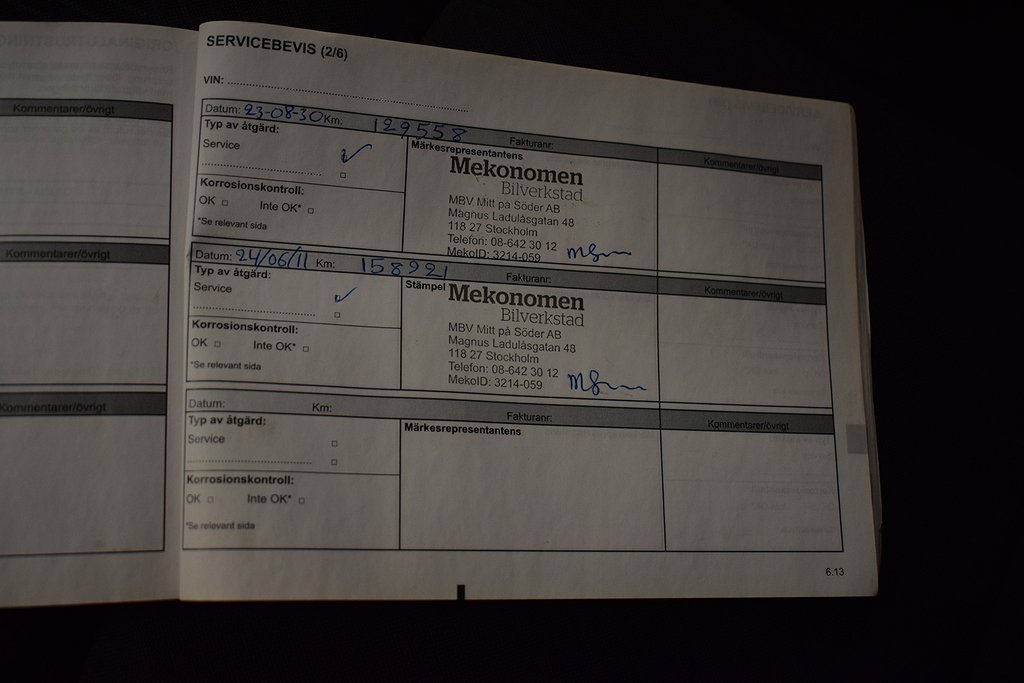 SERVICEBEVIS (2/6)
VIN:
Datum: 23-08-30 Km: 129558 Fakturanr: Kommentarer/övrigt
Typ av åtgärd:
Service
Korrosionskontroll:
OK Inte OK*
*Se relevant sida
Märkesrepresentantens
Mekonomen
Bilverkstad
MBV Mitt på Söder AB
Magnus Ladulåsgatan 48
118 27 Stockholm
Telefon: 08-642 30 12
MekoID: 3214-059
Datum: 24/06/11 Km: 158921 Fakturanr: Kommentarer/övrigt
Typ av åtgärd:
Service
Korrosionskontroll:
OK Inte OK*
*Se relevant sida
Stämpel
Mekonomen
Bilverkstad
MBV Mitt på Söder AB
Magnus Ladulåsgatan 48
118 27 Stockholm
Telefon: 08-642 30 12
MekoID: 3214-059
Datum: Km: Fakturanr: Kommentarer/övrigt
Typ av åtgärd:
Service
Korrosionskontroll:
OK Inte OK*
*Se relevant sida
Märkesrepresentantens
6.13
Kommentarer/övrigt
Kommentarer/övrigt
Kommentarer/övrigt